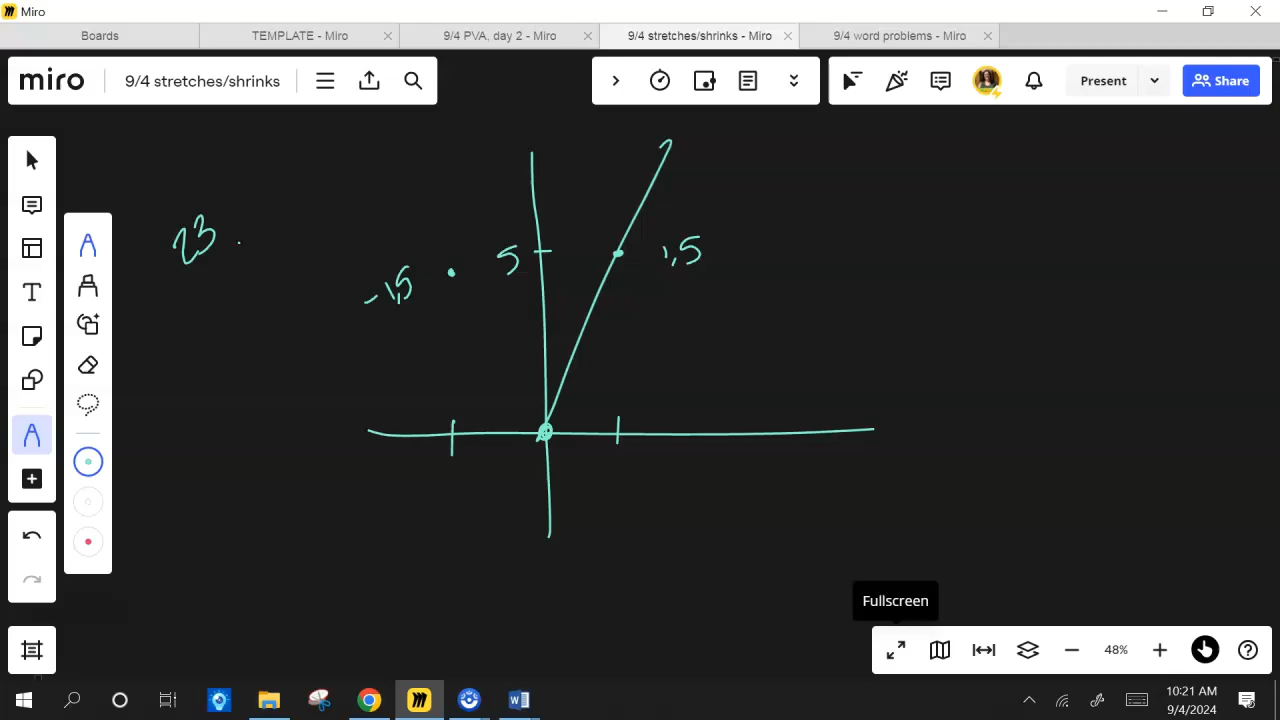 Miro
Boards
TEMPLATE - Miro
9/4 PVA, day 2 - Miro
9/4 stretches/shrinks - Miro
9/4 word problems - Miro
miro
9/4 stretches/shrinks
Present
Share
23.
-1,5
5
1,5
Fullscreen
48%
10:21 AM
9/4/2024